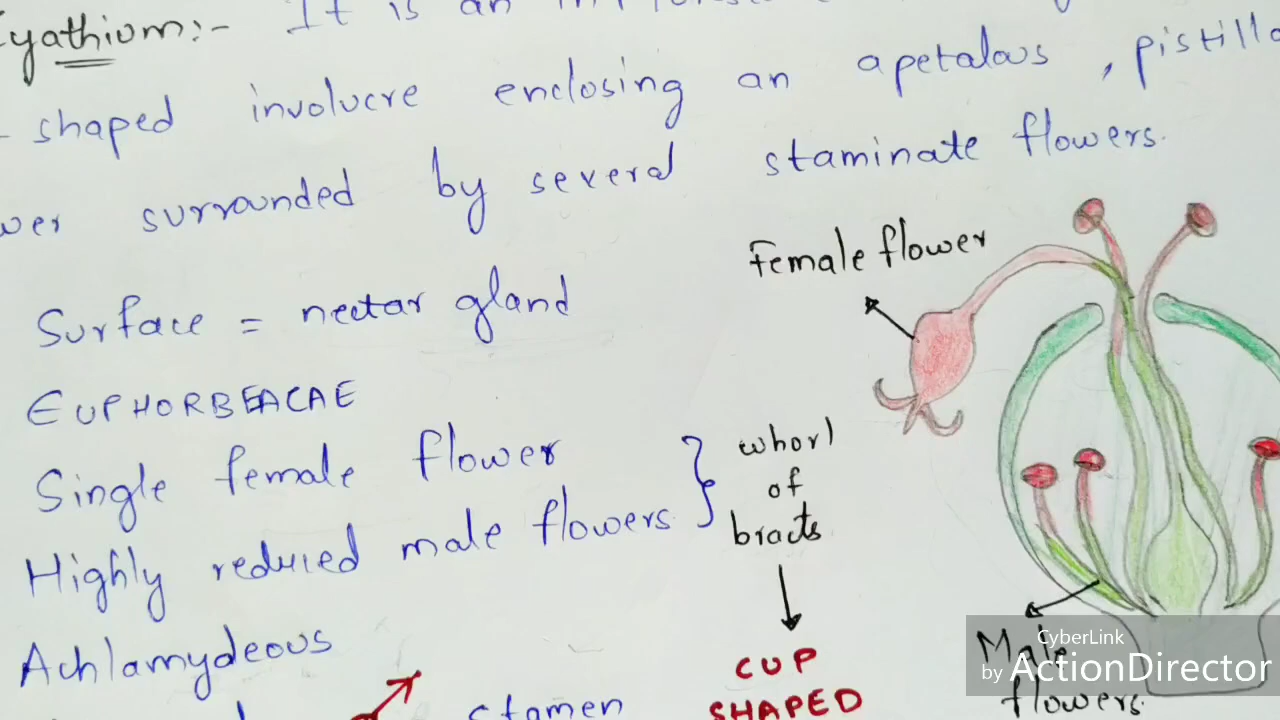 Cyathium:- It is an
- shaped involucre enclosing an apetalous , pistilla
wer surrounded by several staminate flowers.
Female flower
Surface = nectar gland
EUPHORBEACAE
Single female flower
Highly reduced male flowers
whorl
of
bracts
Achlamydeous
CUP
SHAPED
stamen
Male
flowers.
CyberLink
by ActionDirector